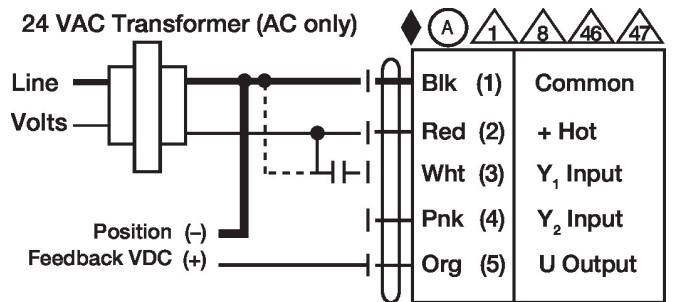 24 VAC Transformer (AC only)
A 1 8 46 47
Line
Volts
Blk (1) Common
Red (2) + Hot
Wht (3) Y1 Input
Pnk (4) Y2 Input
Position (–)
Feedback VDC (+)
Org (5) U Output